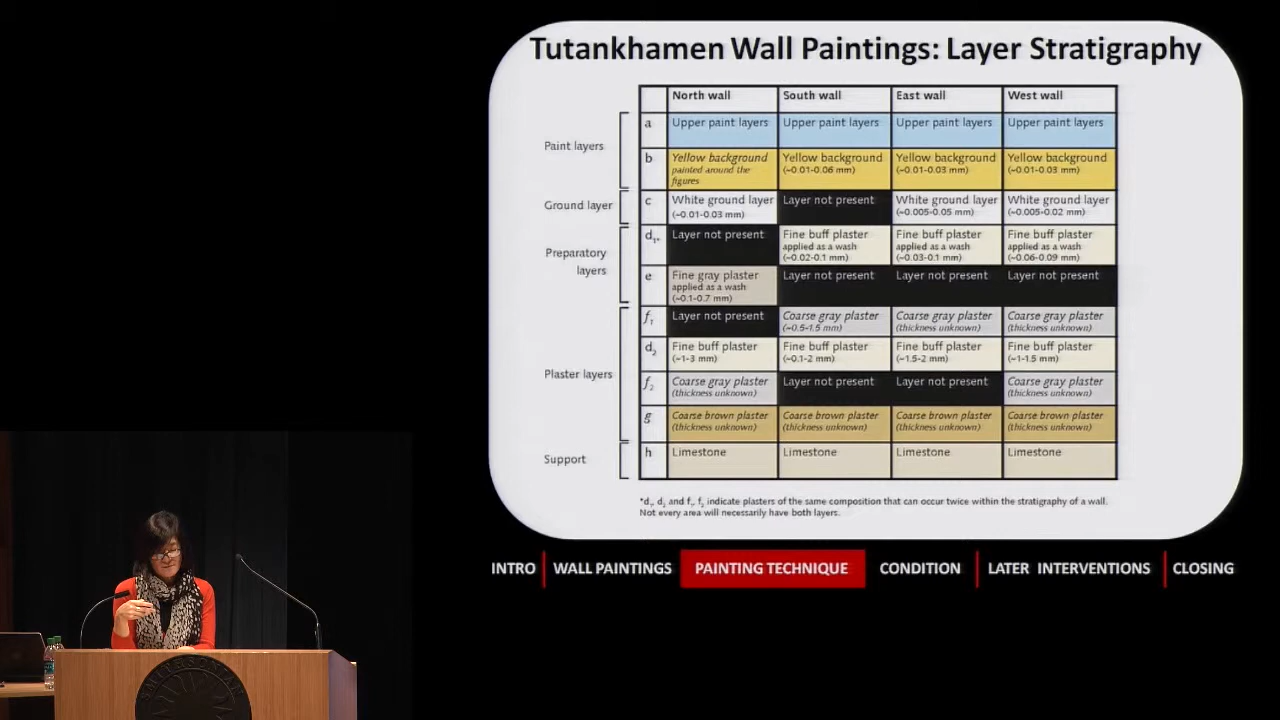 Tutankhamen Wall Paintings: Layer Stratigraphy
North wall South wall East wall West wall
Paint layers
a Upper paint layers Upper paint layers Upper paint layers Upper paint layers
b Yellow background painted around the figures Yellow background (~0.01-0.06 mm) Yellow background (~0.01-0.03 mm) Yellow background (~0.01-0.03 mm)
Ground layer
c White ground layer (~0.01-0.03 mm) Layer not present White ground layer (~0.005-0.05 mm) White ground layer (~0.005-0.02 mm)
Preparatory layers
d1* Layer not present Fine buff plaster applied as a wash (~0.02-0.1 mm) Fine buff plaster applied as a wash (~0.03-0.1 mm) Fine buff plaster applied as a wash (~0.06-0.09 mm)
e Fine gray plaster applied as a wash (~0.1-0.7 mm) Layer not present Layer not present Layer not present
Plaster layers
f1 Layer not present Coarse gray plaster (~0.5-1.5 mm) Coarse gray plaster (thickness unknown) Coarse gray plaster (thickness unknown)
d2 Fine buff plaster (~1-3 mm) Fine buff plaster (~0.1-2 mm) Fine buff plaster (~1.5-2 mm) Fine buff plaster (~1-1.5 mm)
f2 Coarse gray plaster (thickness unknown) Layer not present Layer not present Coarse gray plaster (thickness unknown)
g Coarse brown plaster (thickness unknown) Coarse brown plaster (thickness unknown) Coarse brown plaster (thickness unknown) Coarse brown plaster (thickness unknown)
Support
h Limestone Limestone Limestone Limestone
*d1, d2 and f1, f2 indicate plasters of the same composition that can occur twice within the stratigraphy of a wall.
Not every area will necessarily have both layers.
INTRO WALL PAINTINGS PAINTING TECHNIQUE CONDITION LATER INTERVENTIONS CLOSING
SMITHSONIAN